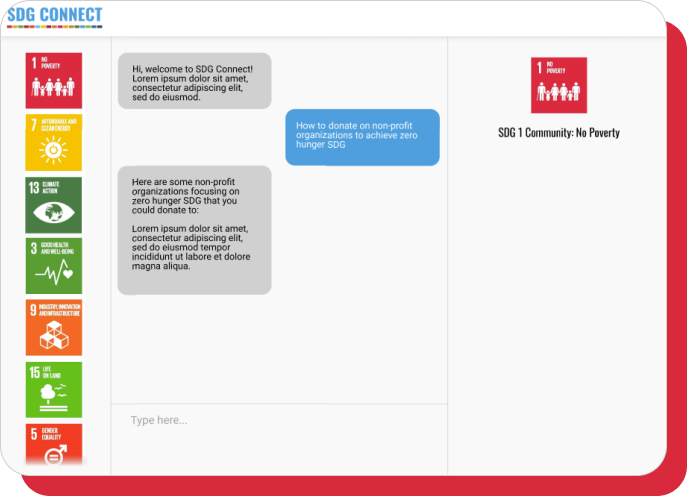 SDG CONNECT
1 NO
POVERTY
7 AFFORDABLE AND
CLEAN ENERGY
13 CLIMATE
ACTION
3 GOOD HEALTH
AND WELL-BEING
9 INDUSTRY, INNOVATION
AND INFRASTRUCTURE
15 LIFE
ON LAND
5 GENDER
EQUALITY
Hi, welcome to SDG Connect!
Lorem ipsum dolor sit amet,
consectetur adipiscing elit,
sed do eiusmod.
How to donate on non-profit
organizations to achieve zero
hunger SDG
Here are some non-profit
organizations focusing on
zero hunger SDG that you
could donate to:
Lorem ipsum dolor sit amet,
consectetur adipiscing elit,
sed do eiusmod tempor
incididunt ut labore et dolore
magna aliqua.
Type here...
1 NO
POVERTY
SDG 1 Community: No Poverty